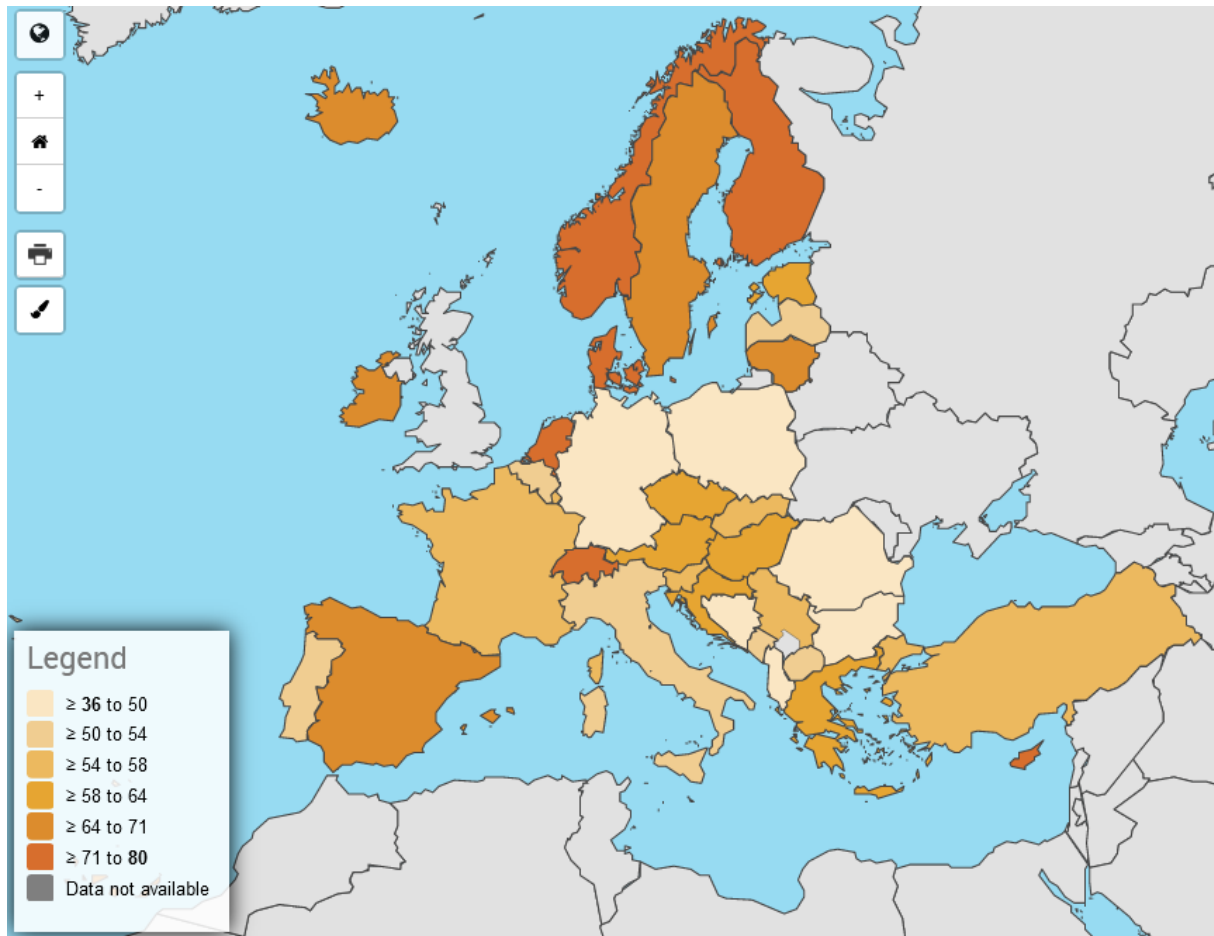 +
-
Legend
≥ 36 to 50
≥ 50 to 54
≥ 54 to 58
≥ 58 to 64
≥ 64 to 71
≥ 71 to 80
Data not available